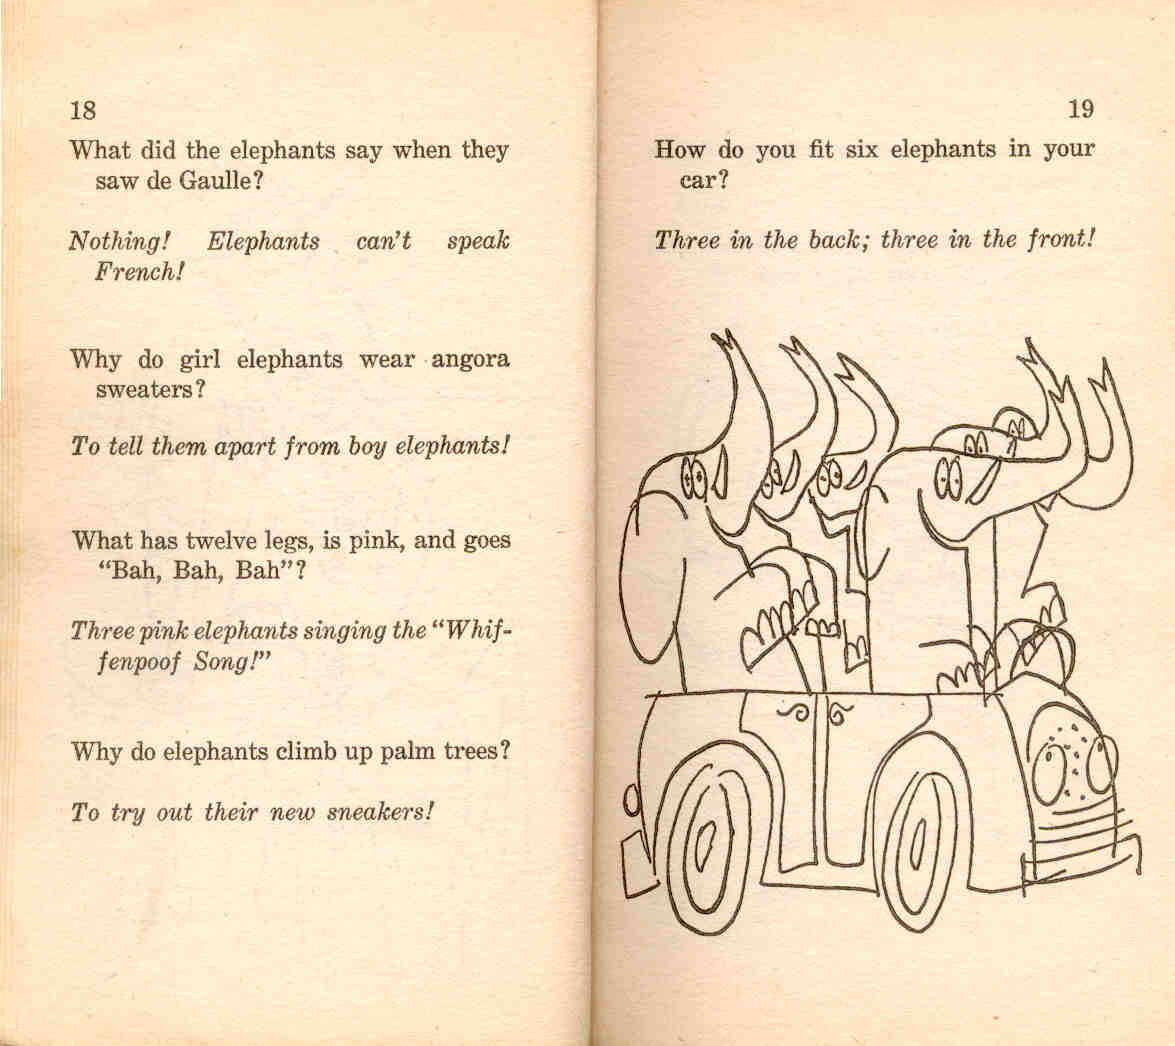 18
What did the elephants say when they
saw de Gaulle?
Nothing! Elephants can't speak
French!
Why do girl elephants wear angora
sweaters?
To tell them apart from boy elephants!
What has twelve legs, is pink, and goes
“Bah, Bah, Bah”?
Three pink elephants singing the “Whif-
fenpoof Song!”
Why do elephants climb up palm trees?
To try out their new sneakers!
19
How do you fit six elephants in your
car?
Three in the back; three in the front!